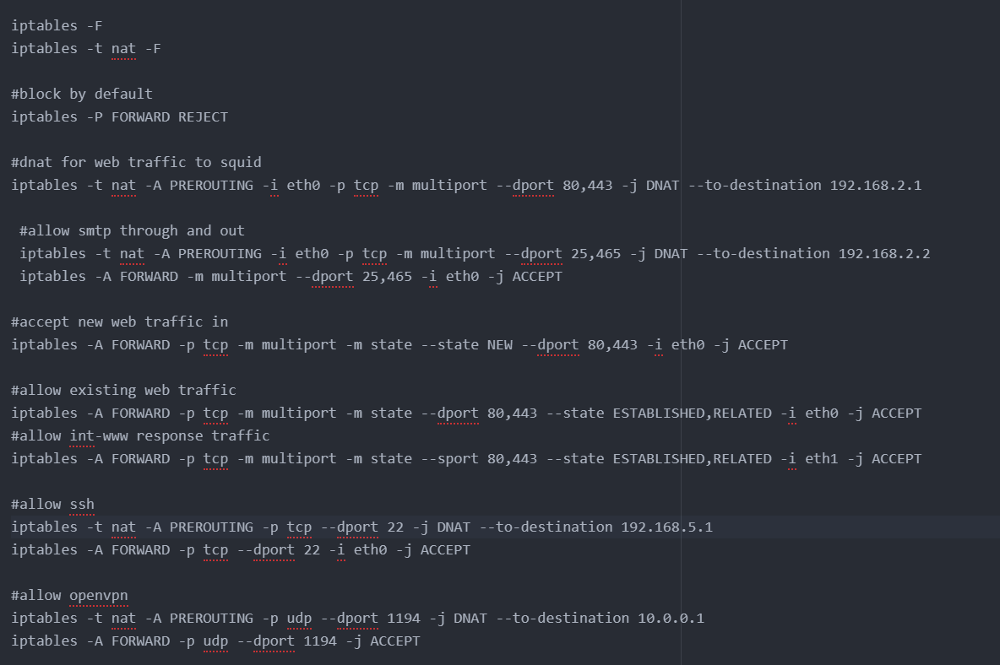 iptables -F
iptables -t nat -F
#block by default
iptables -P FORWARD REJECT
#dnat for web traffic to squid
iptables -t nat -A PREROUTING -i eth0 -p tcp -m multiport --dport 80,443 -j DNAT --to-destination 192.168.2.1
#allow smtp through and out
iptables -t nat -A PREROUTING -i eth0 -p tcp -m multiport --dport 25,465 -j DNAT --to-destination 192.168.2.2
iptables -A FORWARD -m multiport --dport 25,465 -i eth0 -j ACCEPT
#accept new web traffic in
iptables -A FORWARD -p tcp -m multiport -m state --state NEW --dport 80,443 -i eth0 -j ACCEPT
#allow existing web traffic
iptables -A FORWARD -p tcp -m multiport -m state --dport 80,443 --state ESTABLISHED,RELATED -i eth0 -j ACCEPT
#allow int-www response traffic
iptables -A FORWARD -p tcp -m multiport -m state --sport 80,443 --state ESTABLISHED,RELATED -i eth1 -j ACCEPT
#allow ssh
iptables -t nat -A PREROUTING -p tcp --dport 22 -j DNAT --to-destination 192.168.5.1
iptables -A FORWARD -p tcp --dport 22 -i eth0 -j ACCEPT
#allow openvpn
iptables -t nat -A PREROUTING -p udp --dport 1194 -j DNAT --to-destination 10.0.0.1
iptables -A FORWARD -p udp --dport 1194 -j ACCEPT